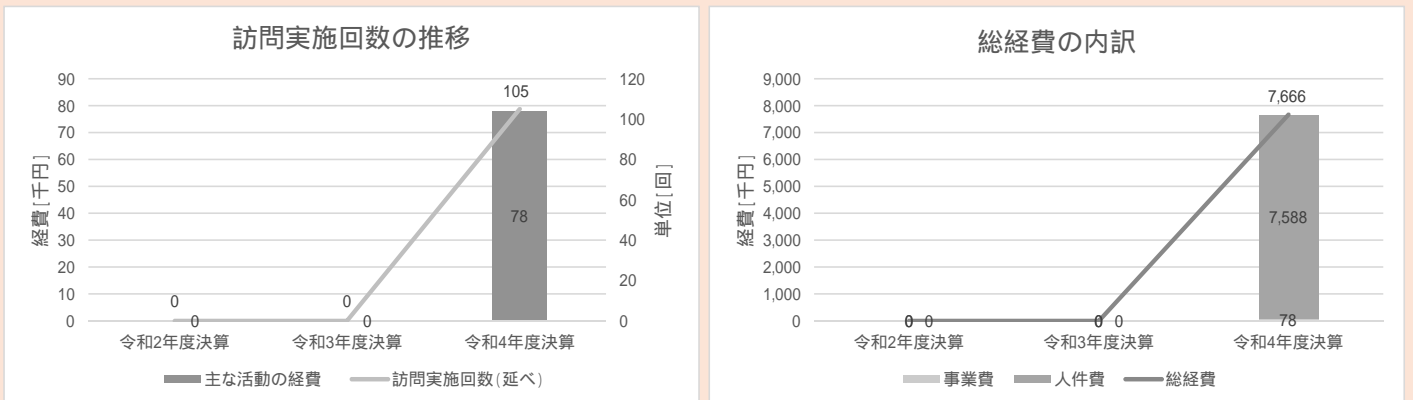 訪問実施回数の推移
90
80
70
60
50
40
30
20
10
0
経費[千円]
120
100
80
60
40
20
0
単位[回]
0
0
0
0
105
78
令和2年度決算
令和3年度決算
令和4年度決算
主な活動の経費
訪問実施回数(延べ)
総経費の内訳
9,000
8,000
7,000
6,000
5,000
4,000
3,000
2,000
1,000
0
経費[千円]
0
0
0
0
7,666
7,588
78
令和2年度決算
令和3年度決算
令和4年度決算
事業費
人件費
総経費